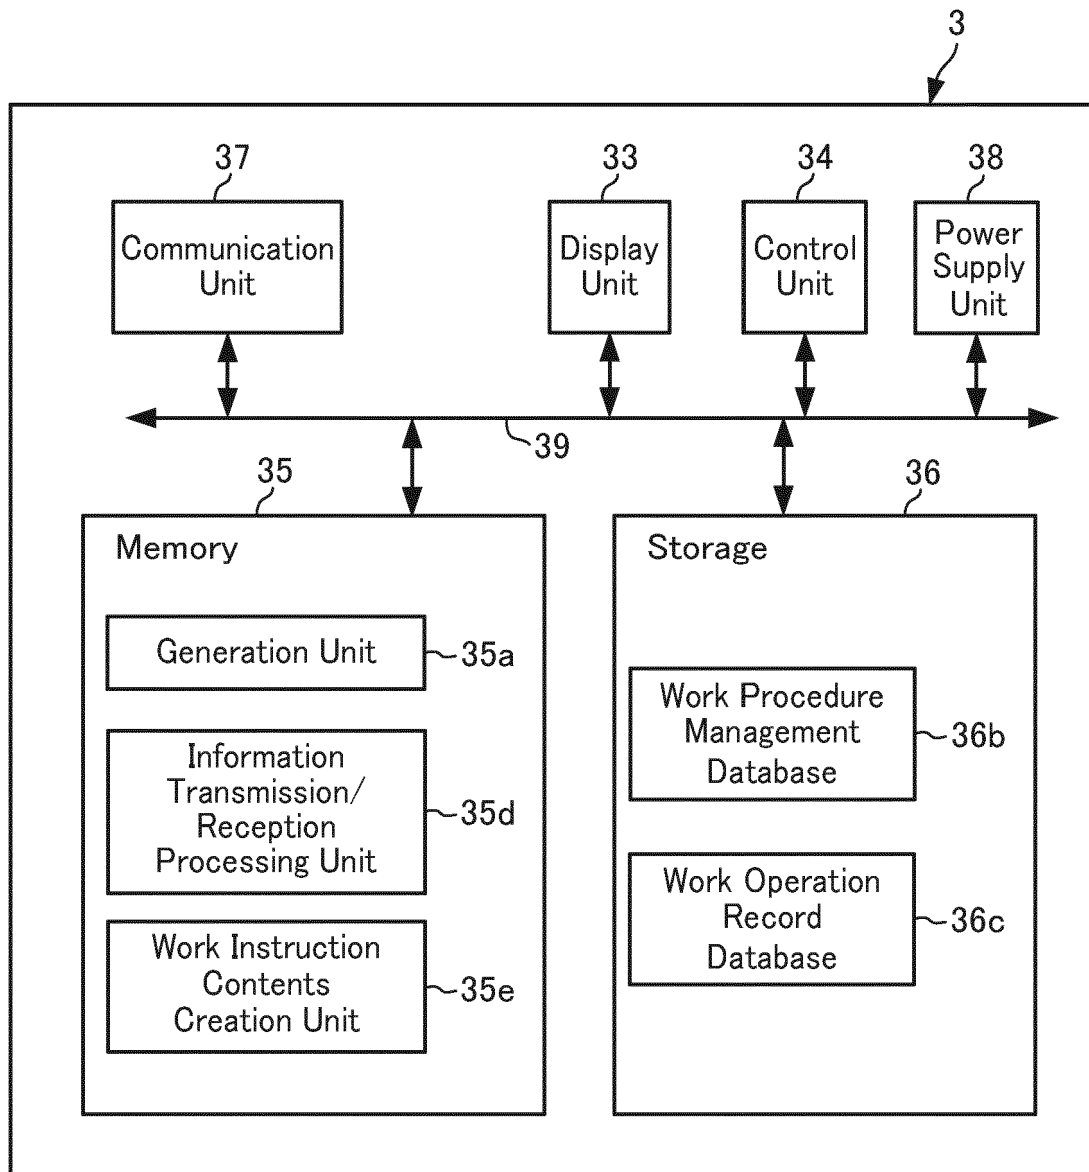 3
37
33
34
38
Communication
Unit
Display
Unit
Control
Unit
Power
Supply
Unit
39
35
36
Memory
Storage
Generation Unit
35a
Information
Transmission/
Reception
Processing Unit
35d
Work Instruction
Contents
Creation Unit
35e
Work Procedure
Management
Database
36b
Work Operation
Record
Database
36c